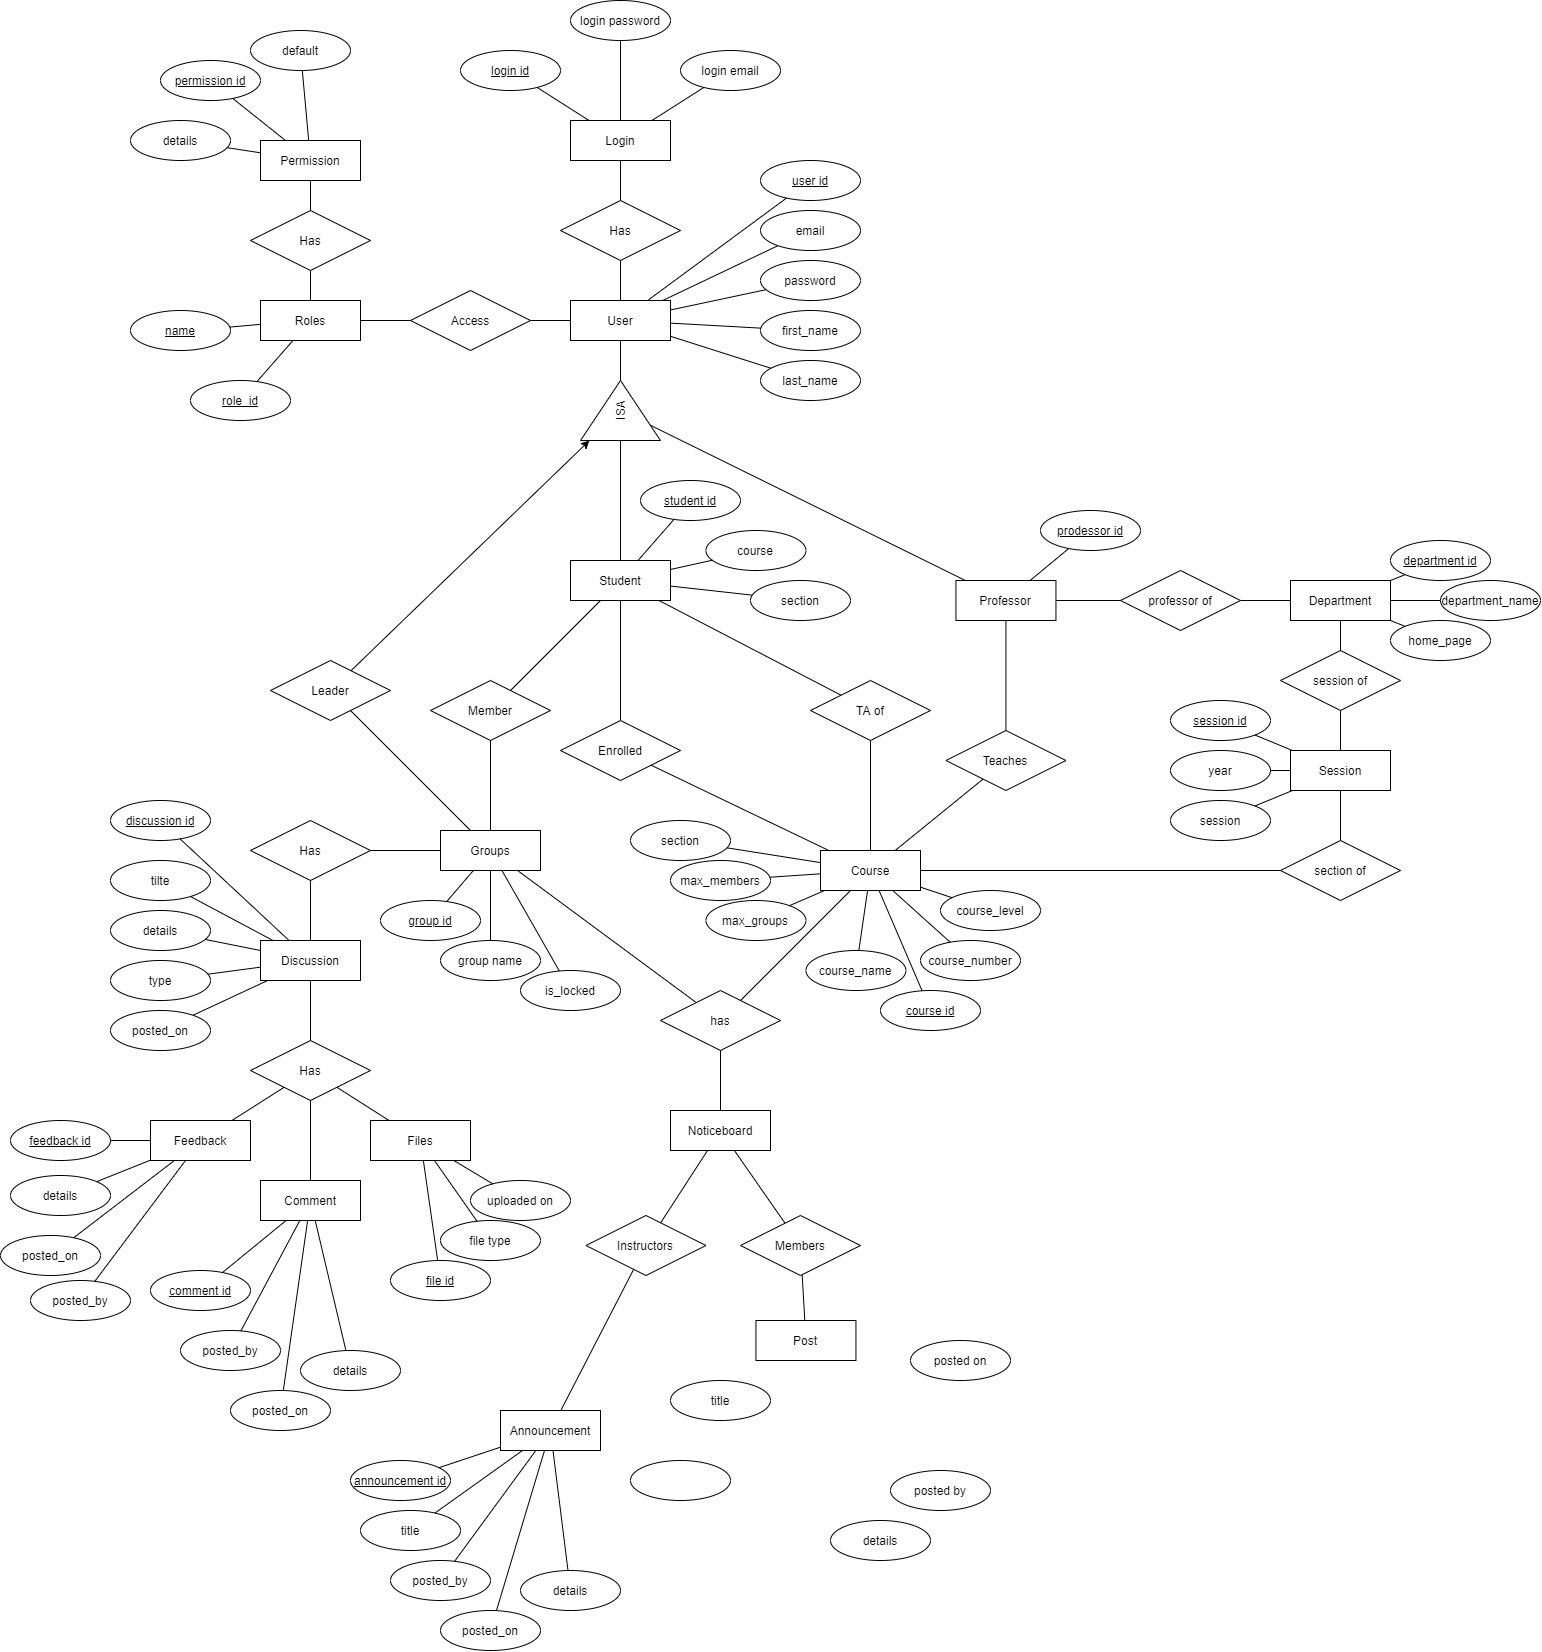 login password
default
login id
login email
permission id
details
Login
Permission
user id
Has
email
Has
password
name
Roles
Access
User
first_name
last_name
role_id
ISA
student id
prodessor id
course
department id
Student
section
Professor
professor of
Department
department_name
home_page
Leader
Member
TA of
session of
session id
Enrolled
Teaches
year
Session
discussion id
session
section
Has
Groups
Course
section of
tilte
max_members
group id
max_groups
course_level
details
group name
course_number
Discussion
course_name
type
is_locked
course id
posted_on
has
Has
Noticeboard
feedback id
Feedback
Files
details
Comment
uploaded on
file type
Instructors
Members
posted_on
file id
comment id
posted_by
Post
posted_by
posted on
details
title
posted_on
Announcement
announcement id
posted by
title
details
posted_by
details
posted_on